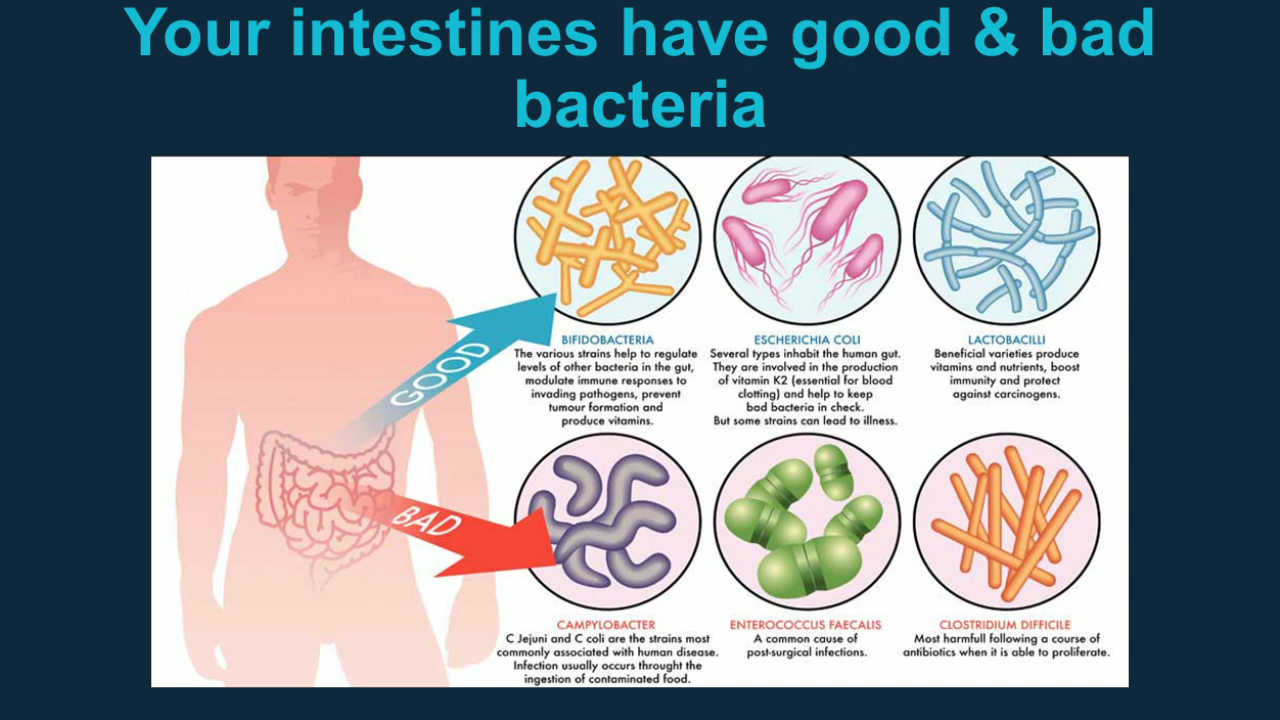 Your intestines have good & bad
bacteria
GOOD
BAD
BIFIDOBACTERIA
The various strains help to regulate
levels of other bacteria in the gut,
modulate immune responses to
invading pathogens, prevent
tumour formation and
produce vitamins.
ESCHERICHIA COLI
Several types inhabit the human gut.
They are involved in the production
of vitamin K2 (essential for blood
clotting) and help to keep
bad bacteria in check.
But some strains can lead to illness.
LACTOBACILLI
Beneficial varieties produce
vitamins and nutrients, boost
immunity and protect
against carcinogens.
CAMPYLOBACTER
C Jejuni and C coli are the strains most
commonly associated with human disease.
Infection usually occurs throught the
ingestion of contaminated food.
ENTEROCOCCUS FAECALIS
A common cause of
post-surgical infections.
CLOSTRIDIUM DIFFICILE
Most harmfull following a course of
antibiotics when it is able to proliferate.